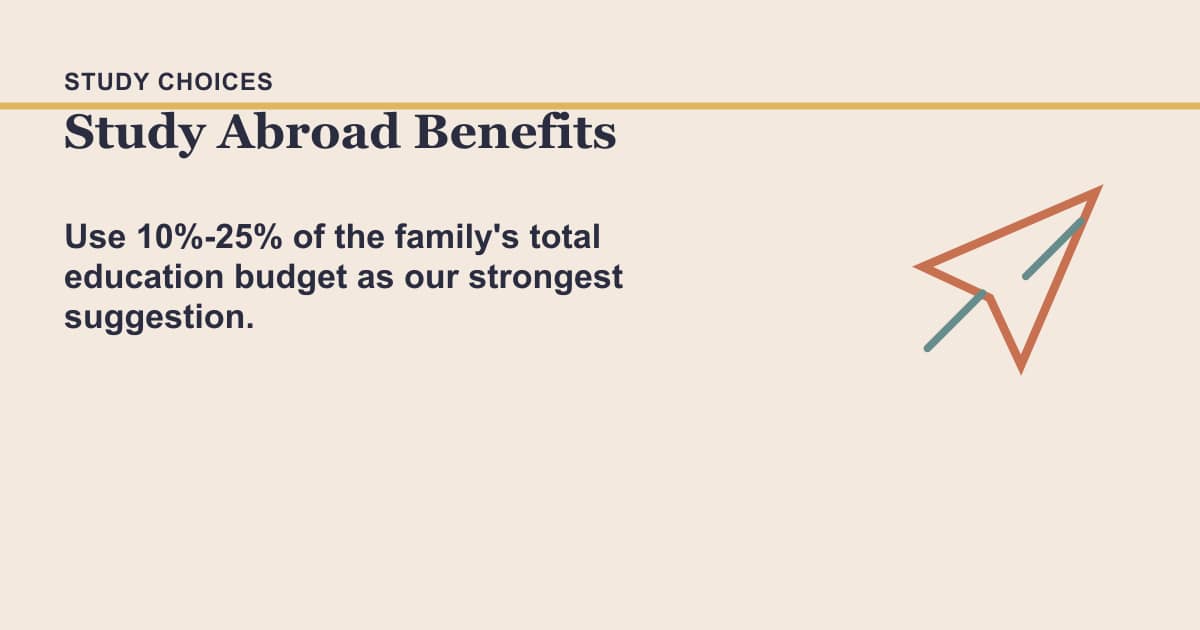 STUDY CHOICES
Study Abroad Benefits
Use 10%-25% of the family's total
education budget as our strongest
suggestion.